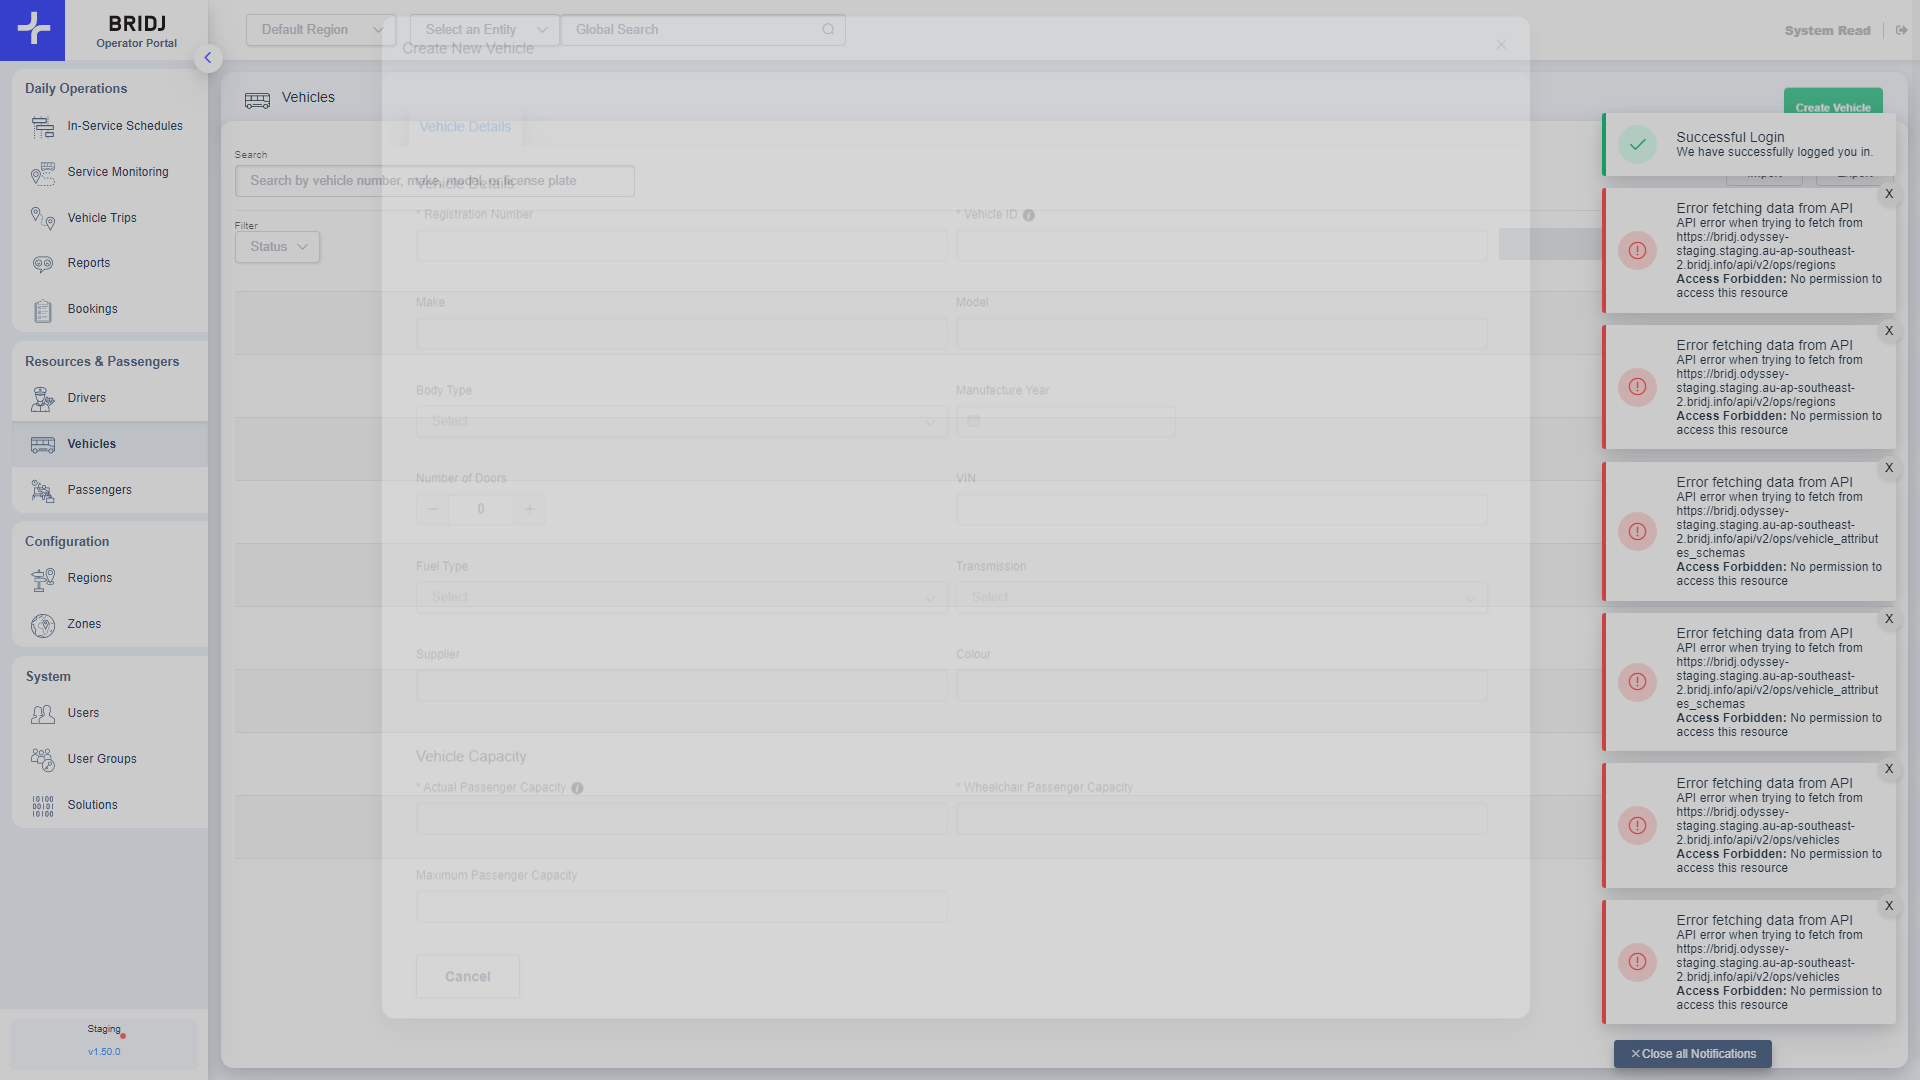 BRIDJ
Operator Portal
Default Region
Select an Entity
Global Search
System Read
Daily Operations
In-Service Schedules
Service Monitoring
Vehicle Trips
Reports
Bookings
Resources & Passengers
Drivers
Vehicles
Passengers
Configuration
Regions
Zones
System
Users
User Groups
Solutions
Staging
v1.50.0
Vehicles
Create Vehicle
Search
Search by vehicle number, make, model, or license plate
Filter
Status
Import
Export
Create New Vehicle
Vehicle Details
Vehicle Details
* Registration Number
* Vehicle ID
Make
Model
Body Type
Select
Manufacture Year
Number of Doors
0
VIN
Fuel Type
Select
Transmission
Select
Supplier
Colour
Vehicle Capacity
* Actual Passenger Capacity
* Wheelchair Passenger Capacity
Maximum Passenger Capacity
Cancel
Successful Login
We have successfully logged you in.
X
Error fetching data from API
API error when trying to fetch from
https://bridj.odyssey-
staging.staging.au-ap-southeast-
2.bridj.info/api/v2/ops/regions
Access Forbidden: No permission to
access this resource
X
Error fetching data from API
API error when trying to fetch from
https://bridj.odyssey-
staging.staging.au-ap-southeast-
2.bridj.info/api/v2/ops/regions
Access Forbidden: No permission to
access this resource
X
Error fetching data from API
API error when trying to fetch from
https://bridj.odyssey-
staging.staging.au-ap-southeast-
2.bridj.info/api/v2/ops/vehicle_attribut
es_schemas
Access Forbidden: No permission to
access this resource
X
Error fetching data from API
API error when trying to fetch from
https://bridj.odyssey-
staging.staging.au-ap-southeast-
2.bridj.info/api/v2/ops/vehicle_attribut
es_schemas
Access Forbidden: No permission to
access this resource
X
Error fetching data from API
API error when trying to fetch from
https://bridj.odyssey-
staging.staging.au-ap-southeast-
2.bridj.info/api/v2/ops/vehicles
Access Forbidden: No permission to
access this resource
X
Error fetching data from API
API error when trying to fetch from
https://bridj.odyssey-
staging.staging.au-ap-southeast-
2.bridj.info/api/v2/ops/vehicles
Access Forbidden: No permission to
access this resource
Close all Notifications